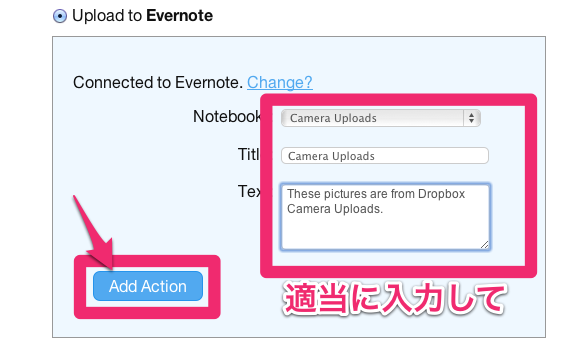 Upload to Evernote
Connected to Evernote. Change?
Notebook
Camera Uploads
Titl
Camera Uploads
Tex
These pictures are from Dropbox
Camera Uploads.
Add Action
適当に入力して